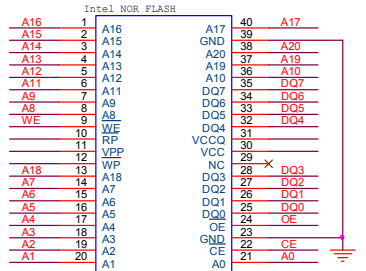 Intel NOR FLASH
A16 1 A16 A17 40 A17
A15 2 A15 GND 39
A14 3 A14 A20 38 A20
A13 4 A13 A19 37 A19
A12 5 A12 A10 36 A10
A11 6 A11 DQ7 35 DQ7
A9 7 A9 DQ6 34 DQ6
A8 8 A8 DQ5 33 DQ5
WE 9 WE DQ4 32 DQ4
10 RP VCCQ 31
11 VPP VCC 30
12 WP NC 29
A18 13 A18 DQ3 28 DQ3
A7 14 A7 DQ2 27 DQ2
A6 15 A6 DQ1 26 DQ1
A5 16 A5 DQ0 25 DQ0
A4 17 A4 OE 24 OE
A3 18 A3 GND 23
A2 19 A2 CE 22 CE
A1 20 A1 A0 21 A0